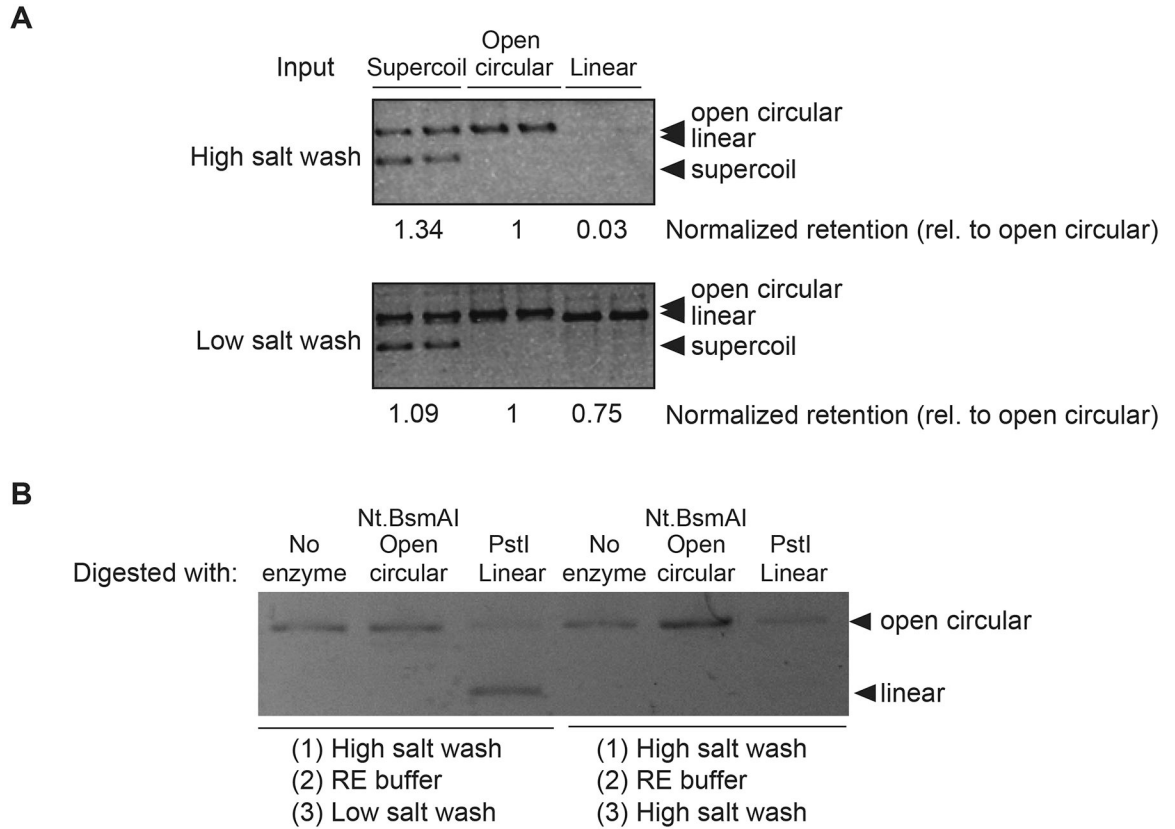 A
Input
Supercoil
Open
circular
Linear
High salt wash
open circular
linear
supercoil
1.34 1 0.03 Normalized retention (rel. to open circular)
Low salt wash
open circular
linear
supercoil
1.09 1 0.75 Normalized retention (rel. to open circular)
B
Digested with:
No
enzyme
Nt.BsmAI
Open
circular
PstI
Linear
No
enzyme
Nt.BsmAI
Open
circular
PstI
Linear
open circular
linear
(1) High salt wash
(2) RE buffer
(3) Low salt wash
(1) High salt wash
(2) RE buffer
(3) High salt wash